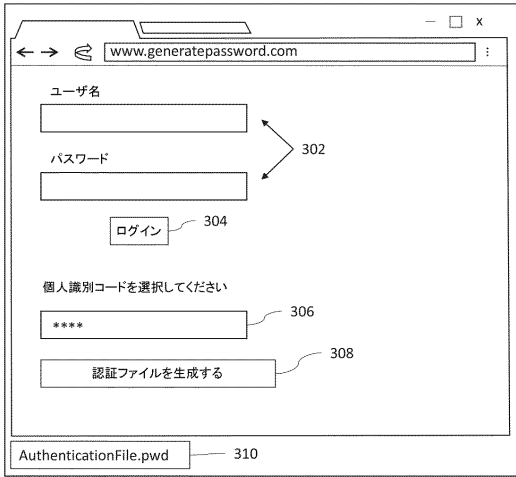 www.generatepassword.com
ユーザ名
パスワード
302
ログイン
304
個人識別コードを選択してください
****
306
308
認証ファイルを生成する
AuthenticationFile.pwd
310